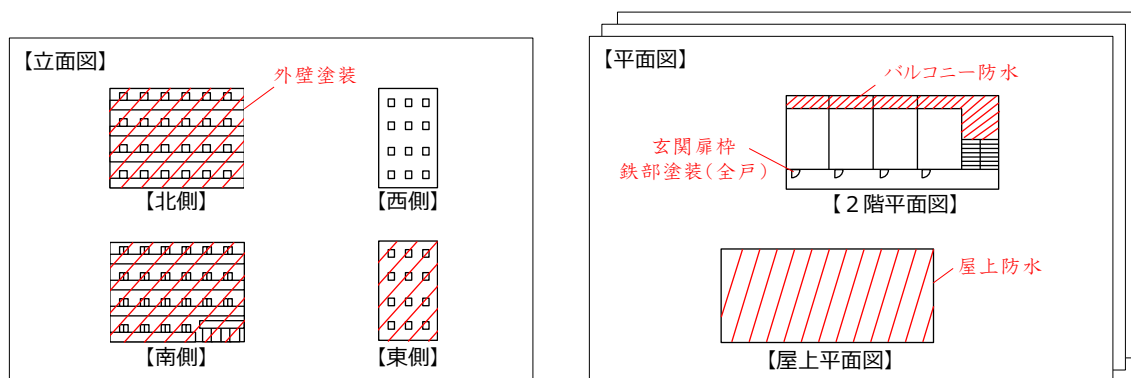 【立面図】
外壁塗装
【北側】
【西側】
【南側】
【東側】
【平面図】
バルコニー防水
玄関扉枠
鉄部塗装(全戸)
【２階平面図】
屋上防水
【屋上平面図】